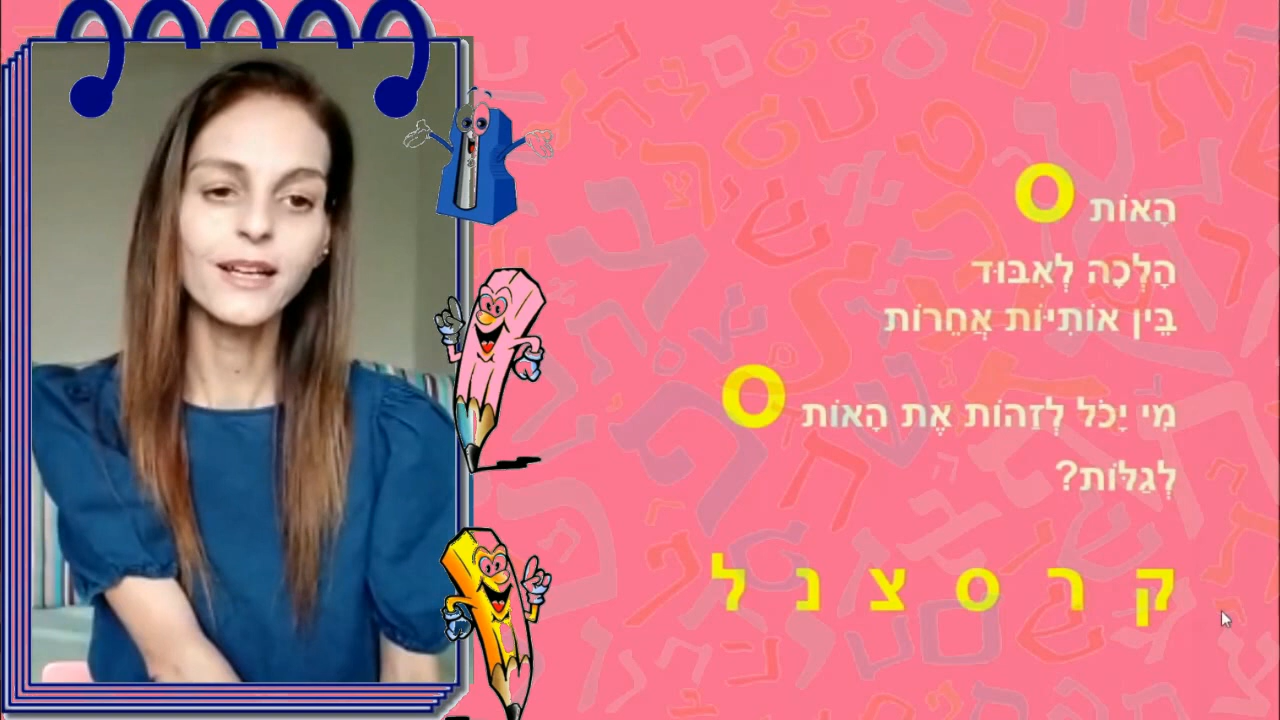 הָאוֹת ס
הָלְכָה לְאִבּוּד
בֵּין אוֹתִיּוֹת אֲחֵרוֹת
מִי יָכֹל לְזַהוֹת אֶת הָאוֹת ס
לְגַלּוֹת?
ק ר ס צ נ ל